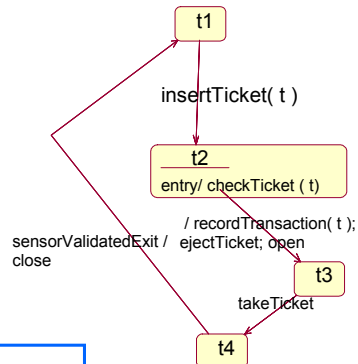 t1
insertTicket( t )
t2
entry/ checkTicket ( t)
/ recordTransaction( t );
ejectTicket; open
sensorValidatedExit /
close
t3
takeTicket
t4